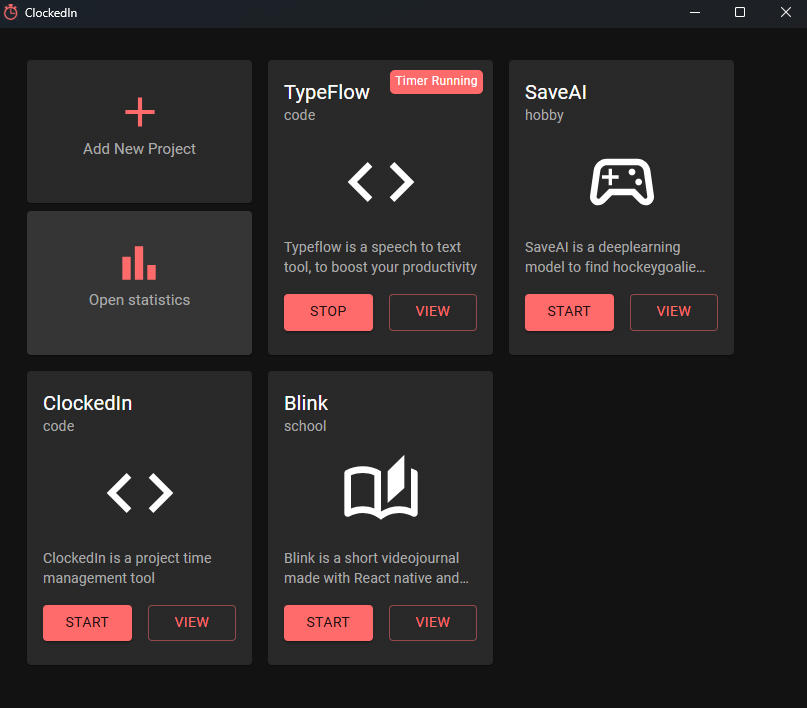 ClockedIn
Add New Project
Open statistics
TypeFlow
Timer Running
code
Typeflow is a speech to text
tool, to boost your productivity
STOP
VIEW
SaveAI
hobby
SaveAI is a deeplearning
model to find hockeygoalie...
START
VIEW
ClockedIn
code
ClockedIn is a project time
management tool
START
VIEW
Blink
school
Blink is a short videojournal
made with React native and...
START
VIEW